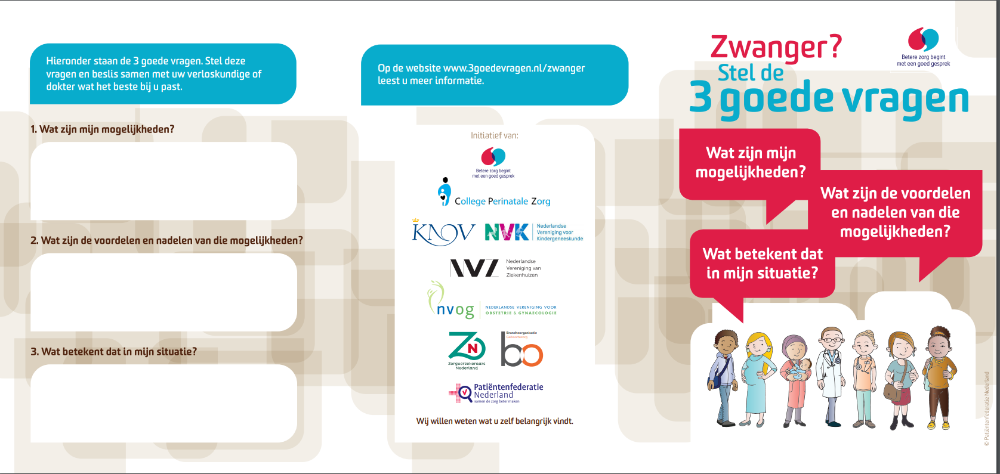 Hieronder staan de 3 goede vragen. Stel deze
vragen en beslis samen met uw verloskundige of
dokter wat het beste bij u past.
1. Wat zijn mijn mogelijkheden?
2. Wat zijn de voordelen en nadelen van die mogelijkheden?
3. Wat betekent dat in mijn situatie?
Op de website www.3goedevragen.nl/zwanger
leest u meer informatie.
Initiatief van:
Betere zorg begint
met een goed gesprek
College Perinatale Zorg
KNOV
NVK
Nederlandse
Vereniging voor
Kindergeneeskunde
NVZ
Nederlandse
Vereniging van
Ziekenhuizen
nvog
NEDERLANDSE VERENIGING VOOR
OBSTETRIE & GYNAECOLOGIE
ZN
Zorgverzekeraars
Nederland
Brancheorganisatie
Geboortezorg
bo
Patiëntenfederatie
Nederland
samen de zorg beter maken
Wij willen weten wat u zelf belangrijk vindt.
Zwanger?
Stel de
3 goede vragen
Betere zorg begint
met een goed gesprek
Wat zijn mijn
mogelijkheden?
Wat zijn de voordelen
en nadelen van die
mogelijkheden?
Wat betekent dat
in mijn situatie?
© Patiëntenfederatie Nederland